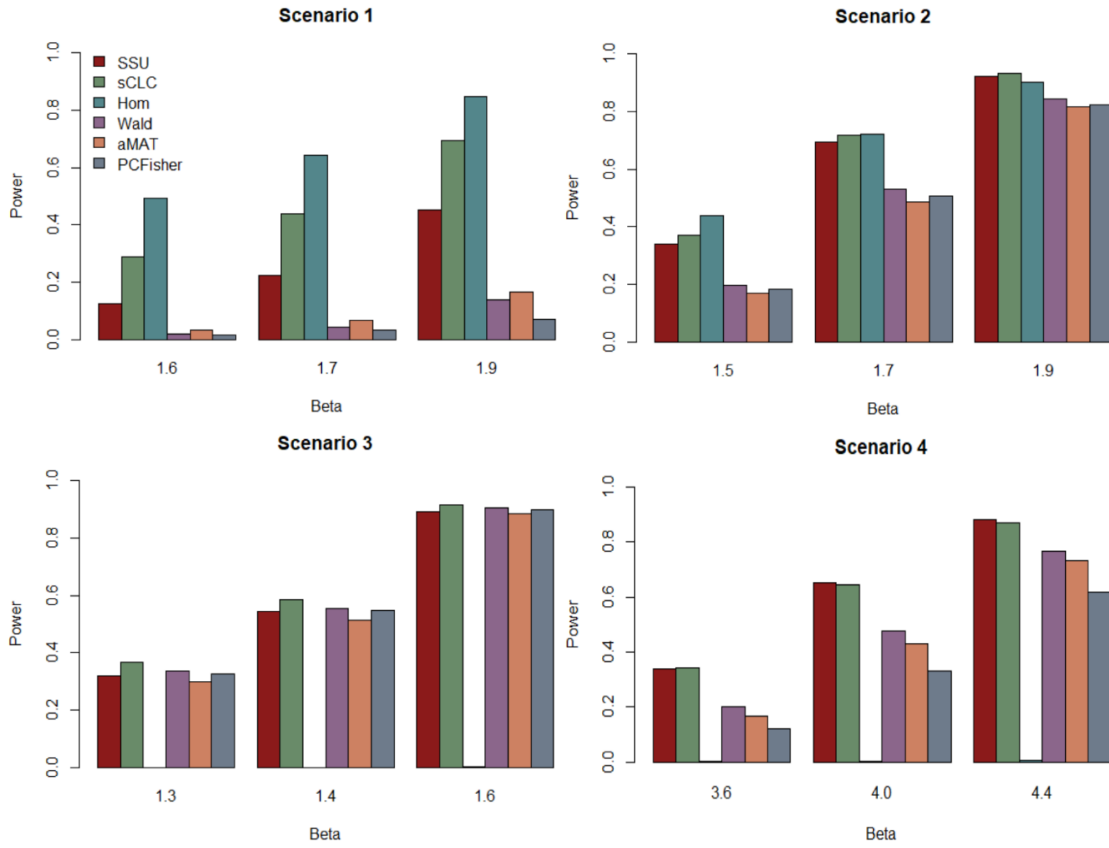 Scenario 1
Power
0.0 0.2 0.4 0.6 0.8 1.0
SSU
sCLC
Hom
Wald
aMAT
PCFisher
1.6 1.7 1.9
Beta
Scenario 2
Power
0.0 0.2 0.4 0.6 0.8 1.0
1.5 1.7 1.9
Beta
Scenario 3
Power
0.0 0.2 0.4 0.6 0.8 1.0
1.3 1.4 1.6
Beta
Scenario 4
Power
0.0 0.2 0.4 0.6 0.8 1.0
3.6 4.0 4.4
Beta